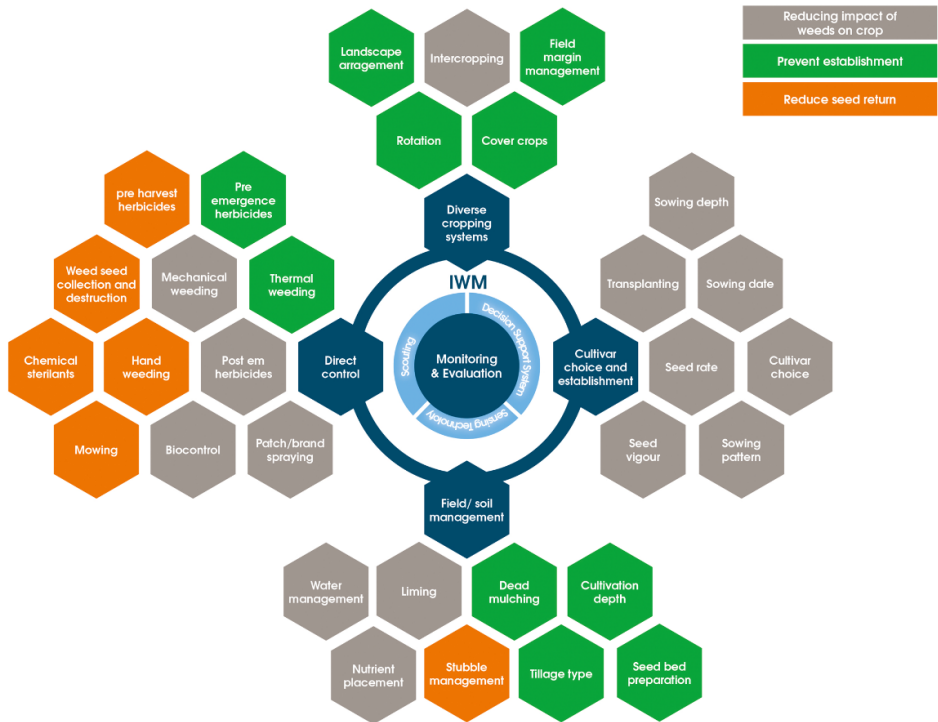 Reducing impact of
weeds on crop
Prevent establishment
Reduce seed return
Landscape
arragement
Intercropping
Field
margin
management
Rotation
Cover crops
Diverse
cropping
systems
pre harvest
herbicides
Pre
emergence
herbicides
Weed seed
collection and
destruction
Mechanical
weeding
Thermal
weeding
Chemical
sterilants
Hand
weeding
Post em
herbicides
Direct
control
Mowing
Biocontrol
Patch/brand
spraying
IWM
Scouting
Decision Support System
Sensing Technoloty
Monitoring
& Evaluation
Cultivar
choice and
establishment
Sowing depth
Transplanting
Sowing date
Seed rate
Cultivar
choice
Seed
vigour
Sowing
pattern
Field/ soil
management
Water
management
Liming
Dead
mulching
Cultivation
depth
Nutrient
placement
Stubble
management
Tillage type
Seed bed
preparation